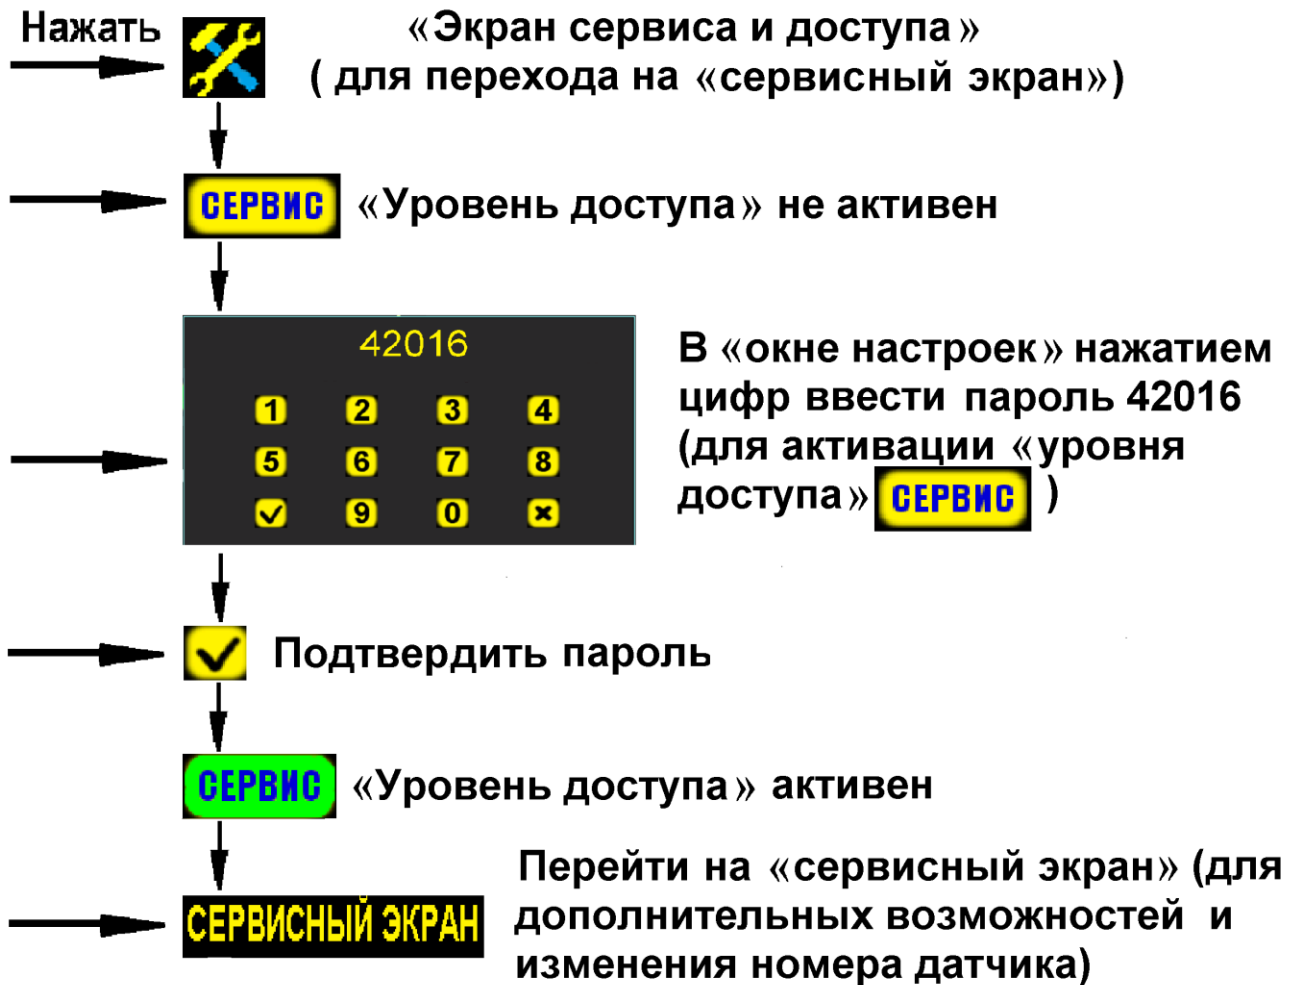 Нажать
«Экран сервиса и доступа»
( для перехода на «сервисный экран»)
СЕРВИС «Уровень доступа» не активен
42016
1 2 3 4
5 6 7 8
9 0
В «окне настроек» нажатием
цифр ввести пароль 42016
(для активации «уровня
доступа» СЕРВИС )
Подтвердить пароль
СЕРВИС «Уровень доступа» активен
СЕРВИСНЫЙ ЭКРАН
Перейти на «сервисный экран» (для
дополнительных возможностей и
изменения номера датчика)